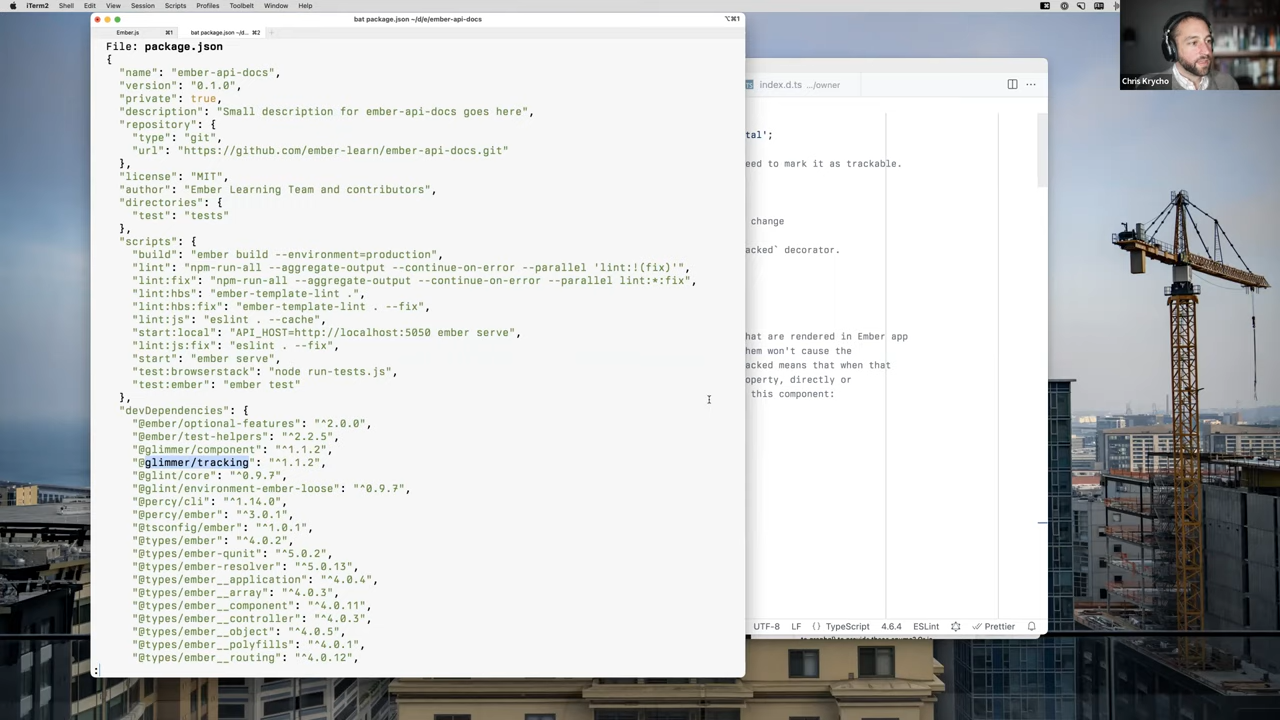 iTerm2 Shell Edit View Session Scripts Profiles Toolbelt Window Help
bat package.json ~/d/e/ember-api-docs
⌥⌘1
Ember.js ⌘1 bat package.json ~/d... ⌘2 +
File: package.json
{
"name": "ember-api-docs",
"version": "0.1.0",
"private": true,
"description": "Small description for ember-api-docs goes here",
"repository": {
"type": "git",
"url": "https://github.com/ember-learn/ember-api-docs.git"
},
"license": "MIT",
"author": "Ember Learning Team and contributors",
"directories": {
"test": "tests"
},
"scripts": {
"build": "ember build --environment=production",
"lint": "npm-run-all --aggregate-output --continue-on-error --parallel 'lint:!(fix)'",
"lint:fix": "npm-run-all --aggregate-output --continue-on-error --parallel lint:*:fix",
"lint:hbs": "ember-template-lint .",
"lint:hbs:fix": "ember-template-lint . --fix",
"lint:js": "eslint . --cache",
"start:local": "API_HOST=http://localhost:5050 ember serve",
"lint:js:fix": "eslint . --fix",
"start": "ember serve",
"test:browserstack": "node run-tests.js",
"test:ember": "ember test"
},
"devDependencies": {
"@ember/optional-features": "^2.0.0",
"@ember/test-helpers": "^2.2.5",
"@glimmer/component": "^1.1.2",
"@glimmer/tracking": "^1.1.2",
"@glint/core": "^0.9.7",
"@glint/environment-ember-loose": "^0.9.7",
"@percy/cli": "^1.14.0",
"@percy/ember": "^3.0.1",
"@tsconfig/ember": "^1.0.1",
"@types/ember": "^4.0.2",
"@types/ember-qunit": "^5.0.2",
"@types/ember-resolver": "^5.0.13",
"@types/ember__application": "^4.0.4",
"@types/ember__array": "^4.0.3",
"@types/ember__component": "^4.0.11",
"@types/ember__controller": "^4.0.3",
"@types/ember__object": "^4.0.5",
"@types/ember__polyfills": "^4.0.1",
"@types/ember__routing": "^4.0.12",
:
index.d.ts .../owner
tal';
eed to mark it as trackable.
change
acked` decorator.
hat are rendered in Ember app
hem won't cause the
acked means that when that
operty, directly or
this component:
UTF-8 LF {} TypeScript 4.6.4 ESLint Prettier
Chris Krycho